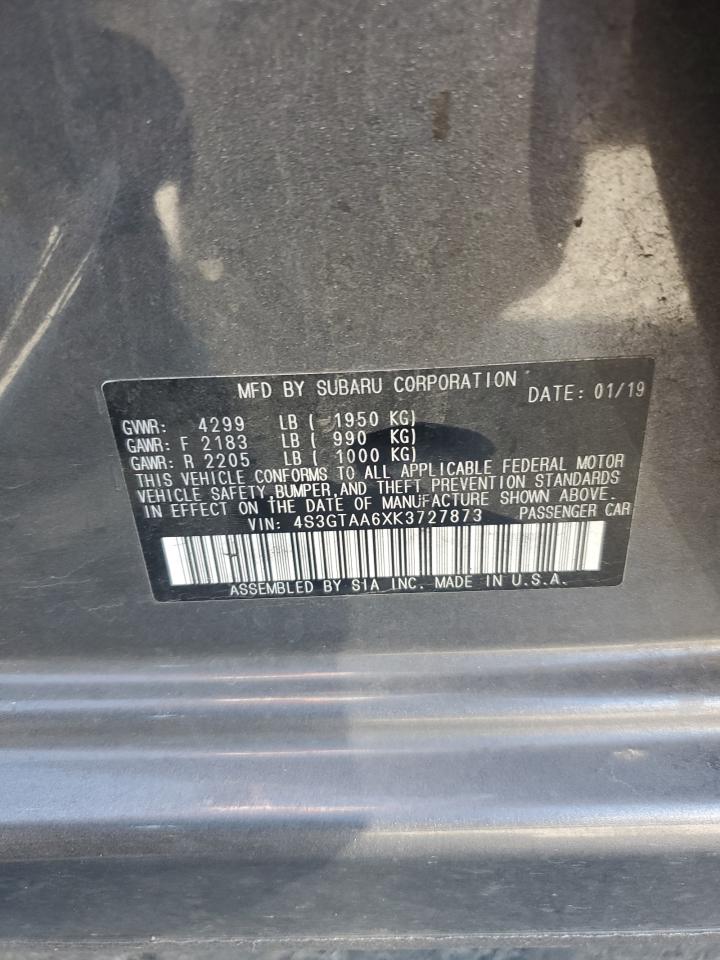 MFD BY SUBARU CORPORATION DATE: 01/19
GVWR: 4299 LB ( 1950 KG)
GAWR: F 2183 LB ( 990 KG)
GAWR: R 2205 LB ( 1000 KG)
THIS VEHICLE CONFORMS TO ALL APPLICABLE FEDERAL MOTOR
VEHICLE SAFETY,BUMPER,AND THEFT PREVENTION STANDARDS
IN EFFECT ON THE DATE OF MANUFACTURE SHOWN ABOVE.
VIN: 4S3GTAA6XK3727873 PASSENGER CAR
ASSEMBLED BY SIA INC. MADE IN U.S.A.